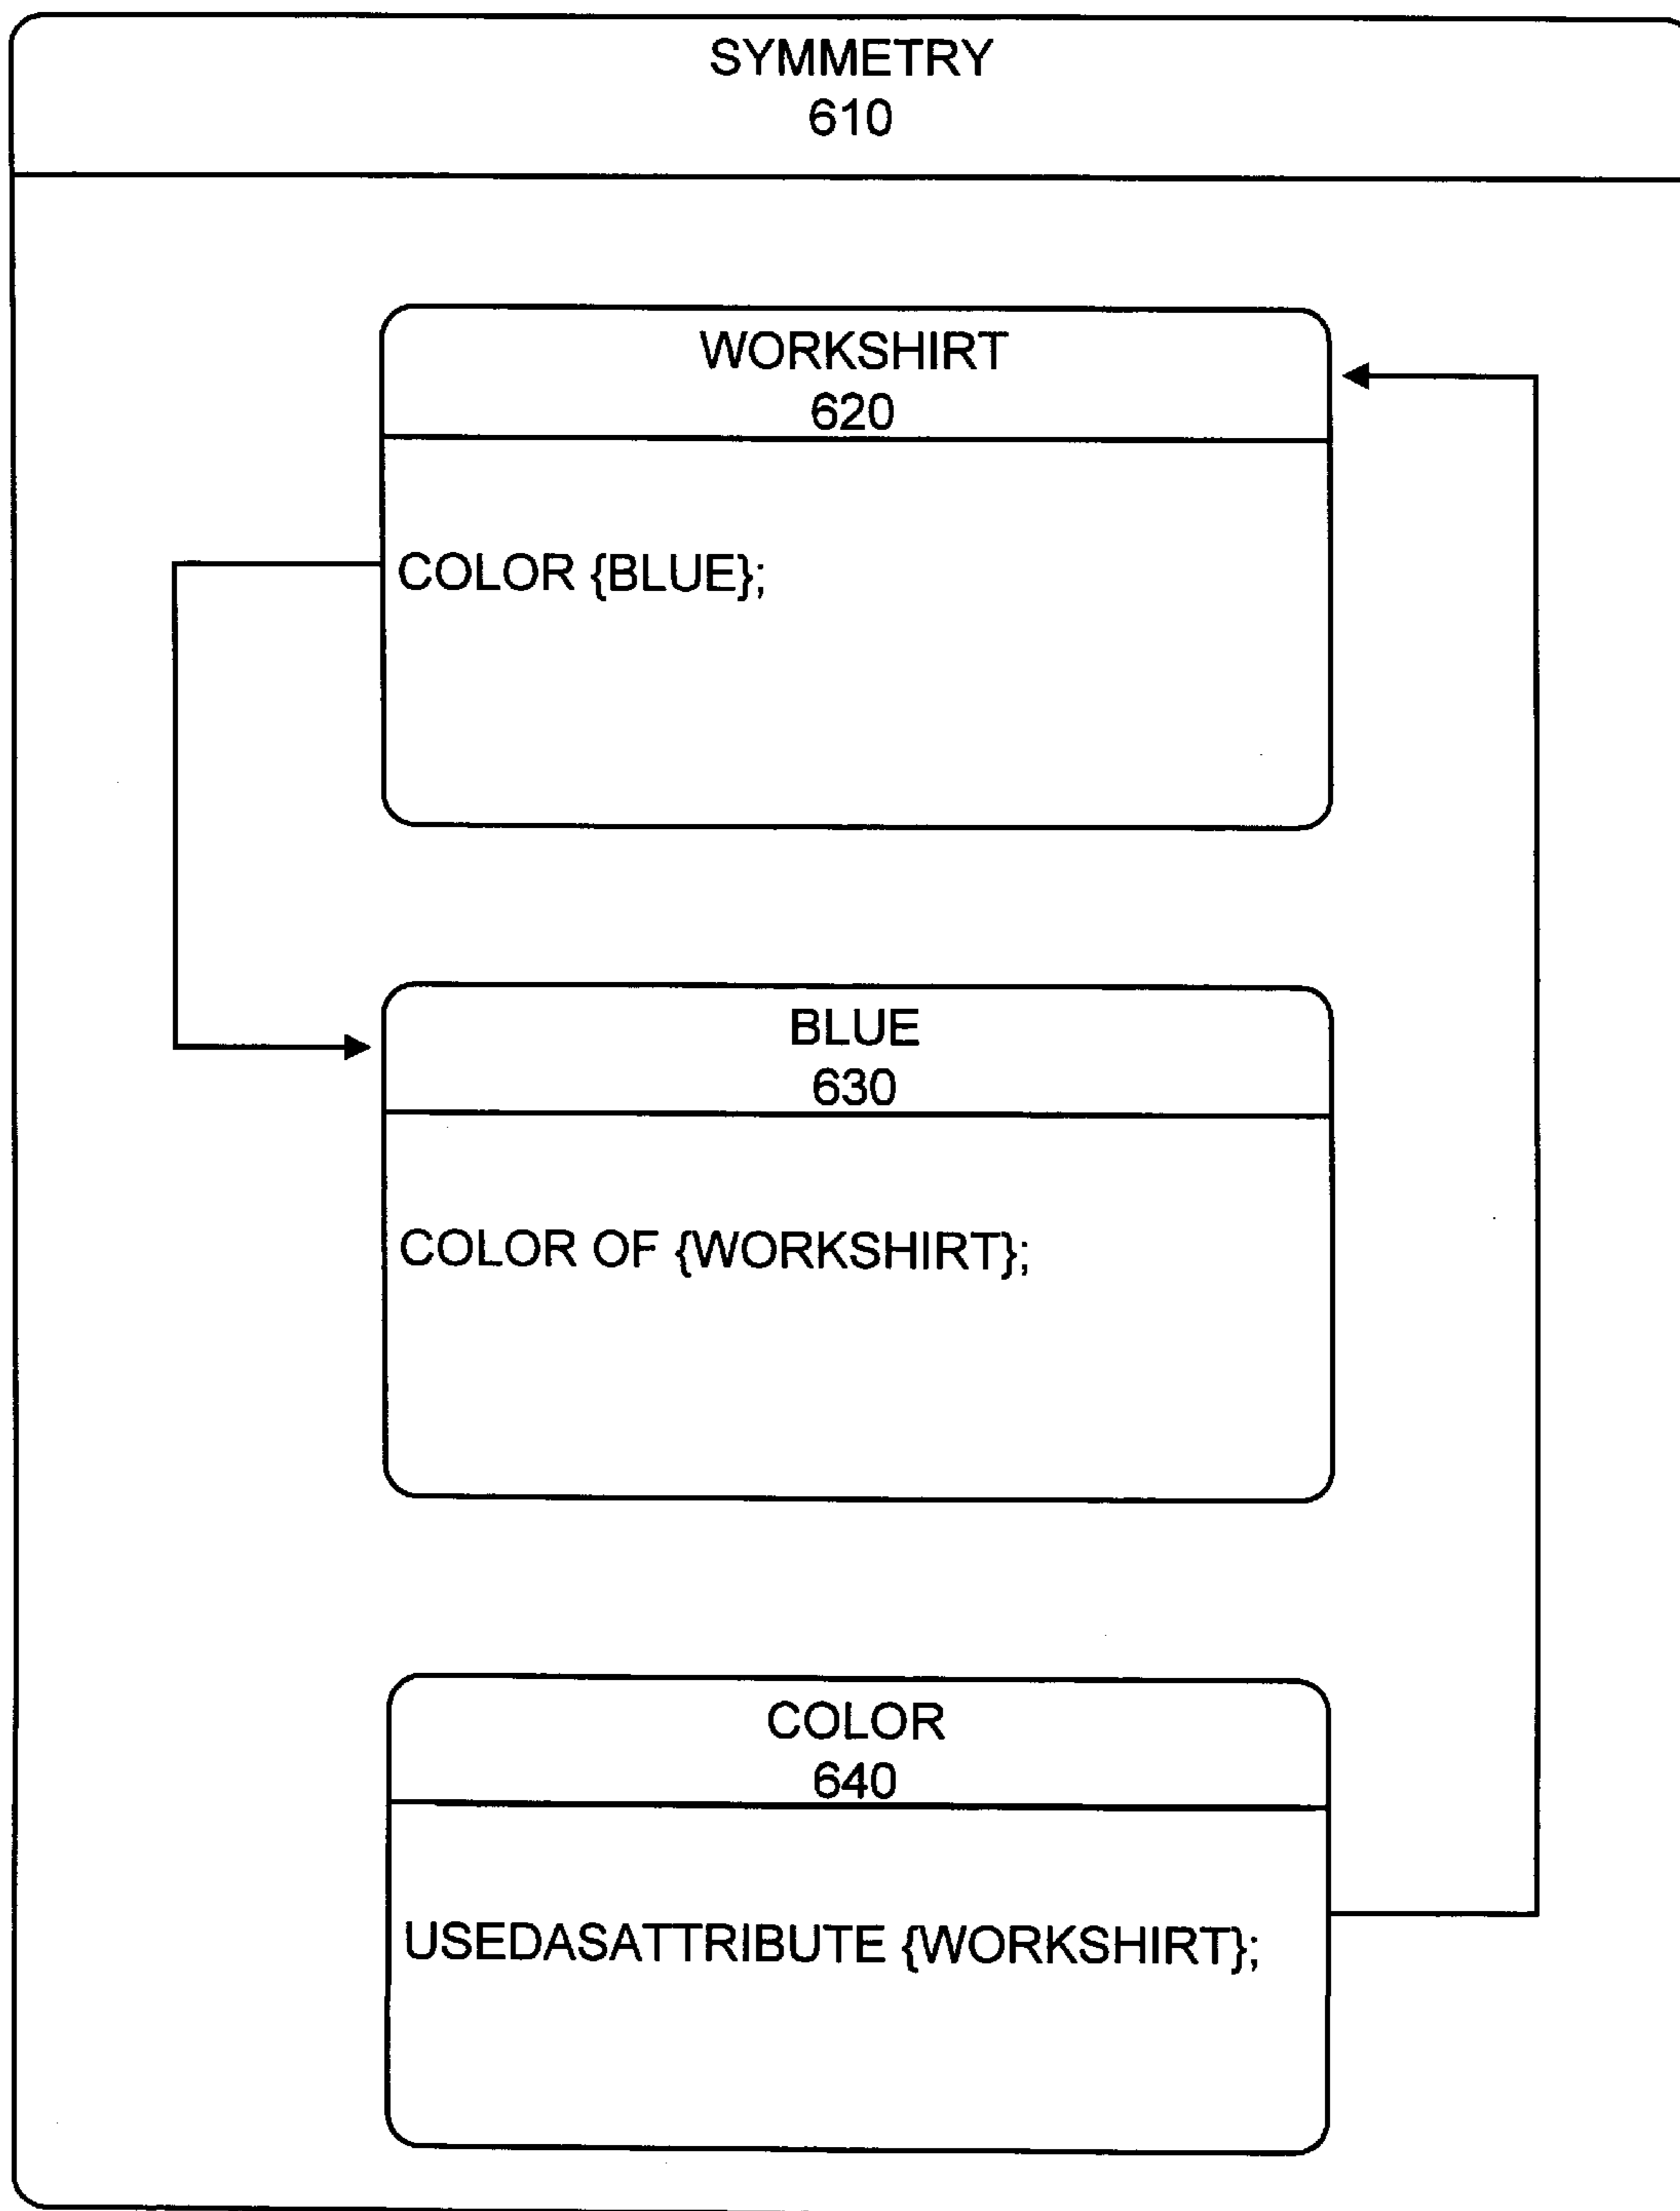 SYMMETRY
610
WORKSHIRT
620
COLOR {BLUE};
BLUE
630
COLOR OF {WORKSHIRT};
COLOR
640
USEDASATTRIBUTE {WORKSHIRT};